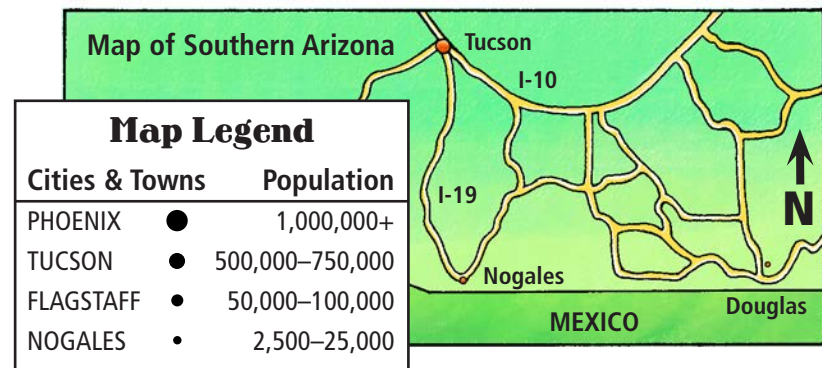 Map of Southern Arizona
Tucson
I-10
I-19
Nogales
Douglas
MEXICO
N
Map Legend
Cities & Towns Population
PHOENIX 1,000,000+
TUCSON 500,000–750,000
FLAGSTAFF 50,000–100,000
NOGALES 2,500–25,000